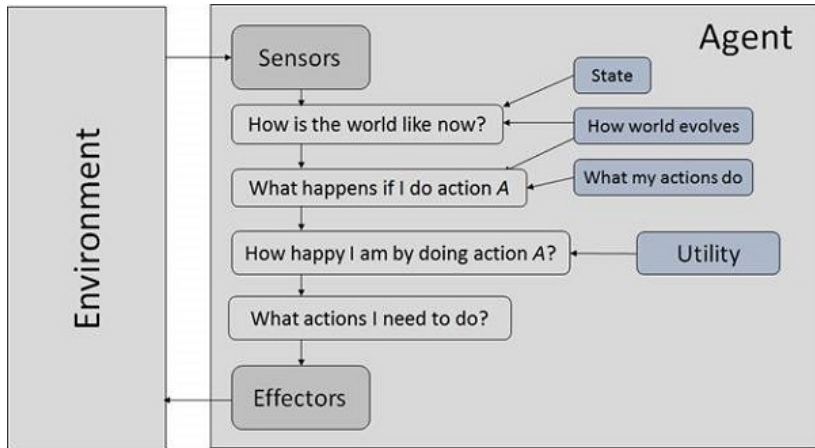 Agent
Sensors
State
How is the world like now?
How world evolves
What happens if I do action A
What my actions do
How happy I am by doing action A?
Utility
What actions I need to do?
Effectors
Environment